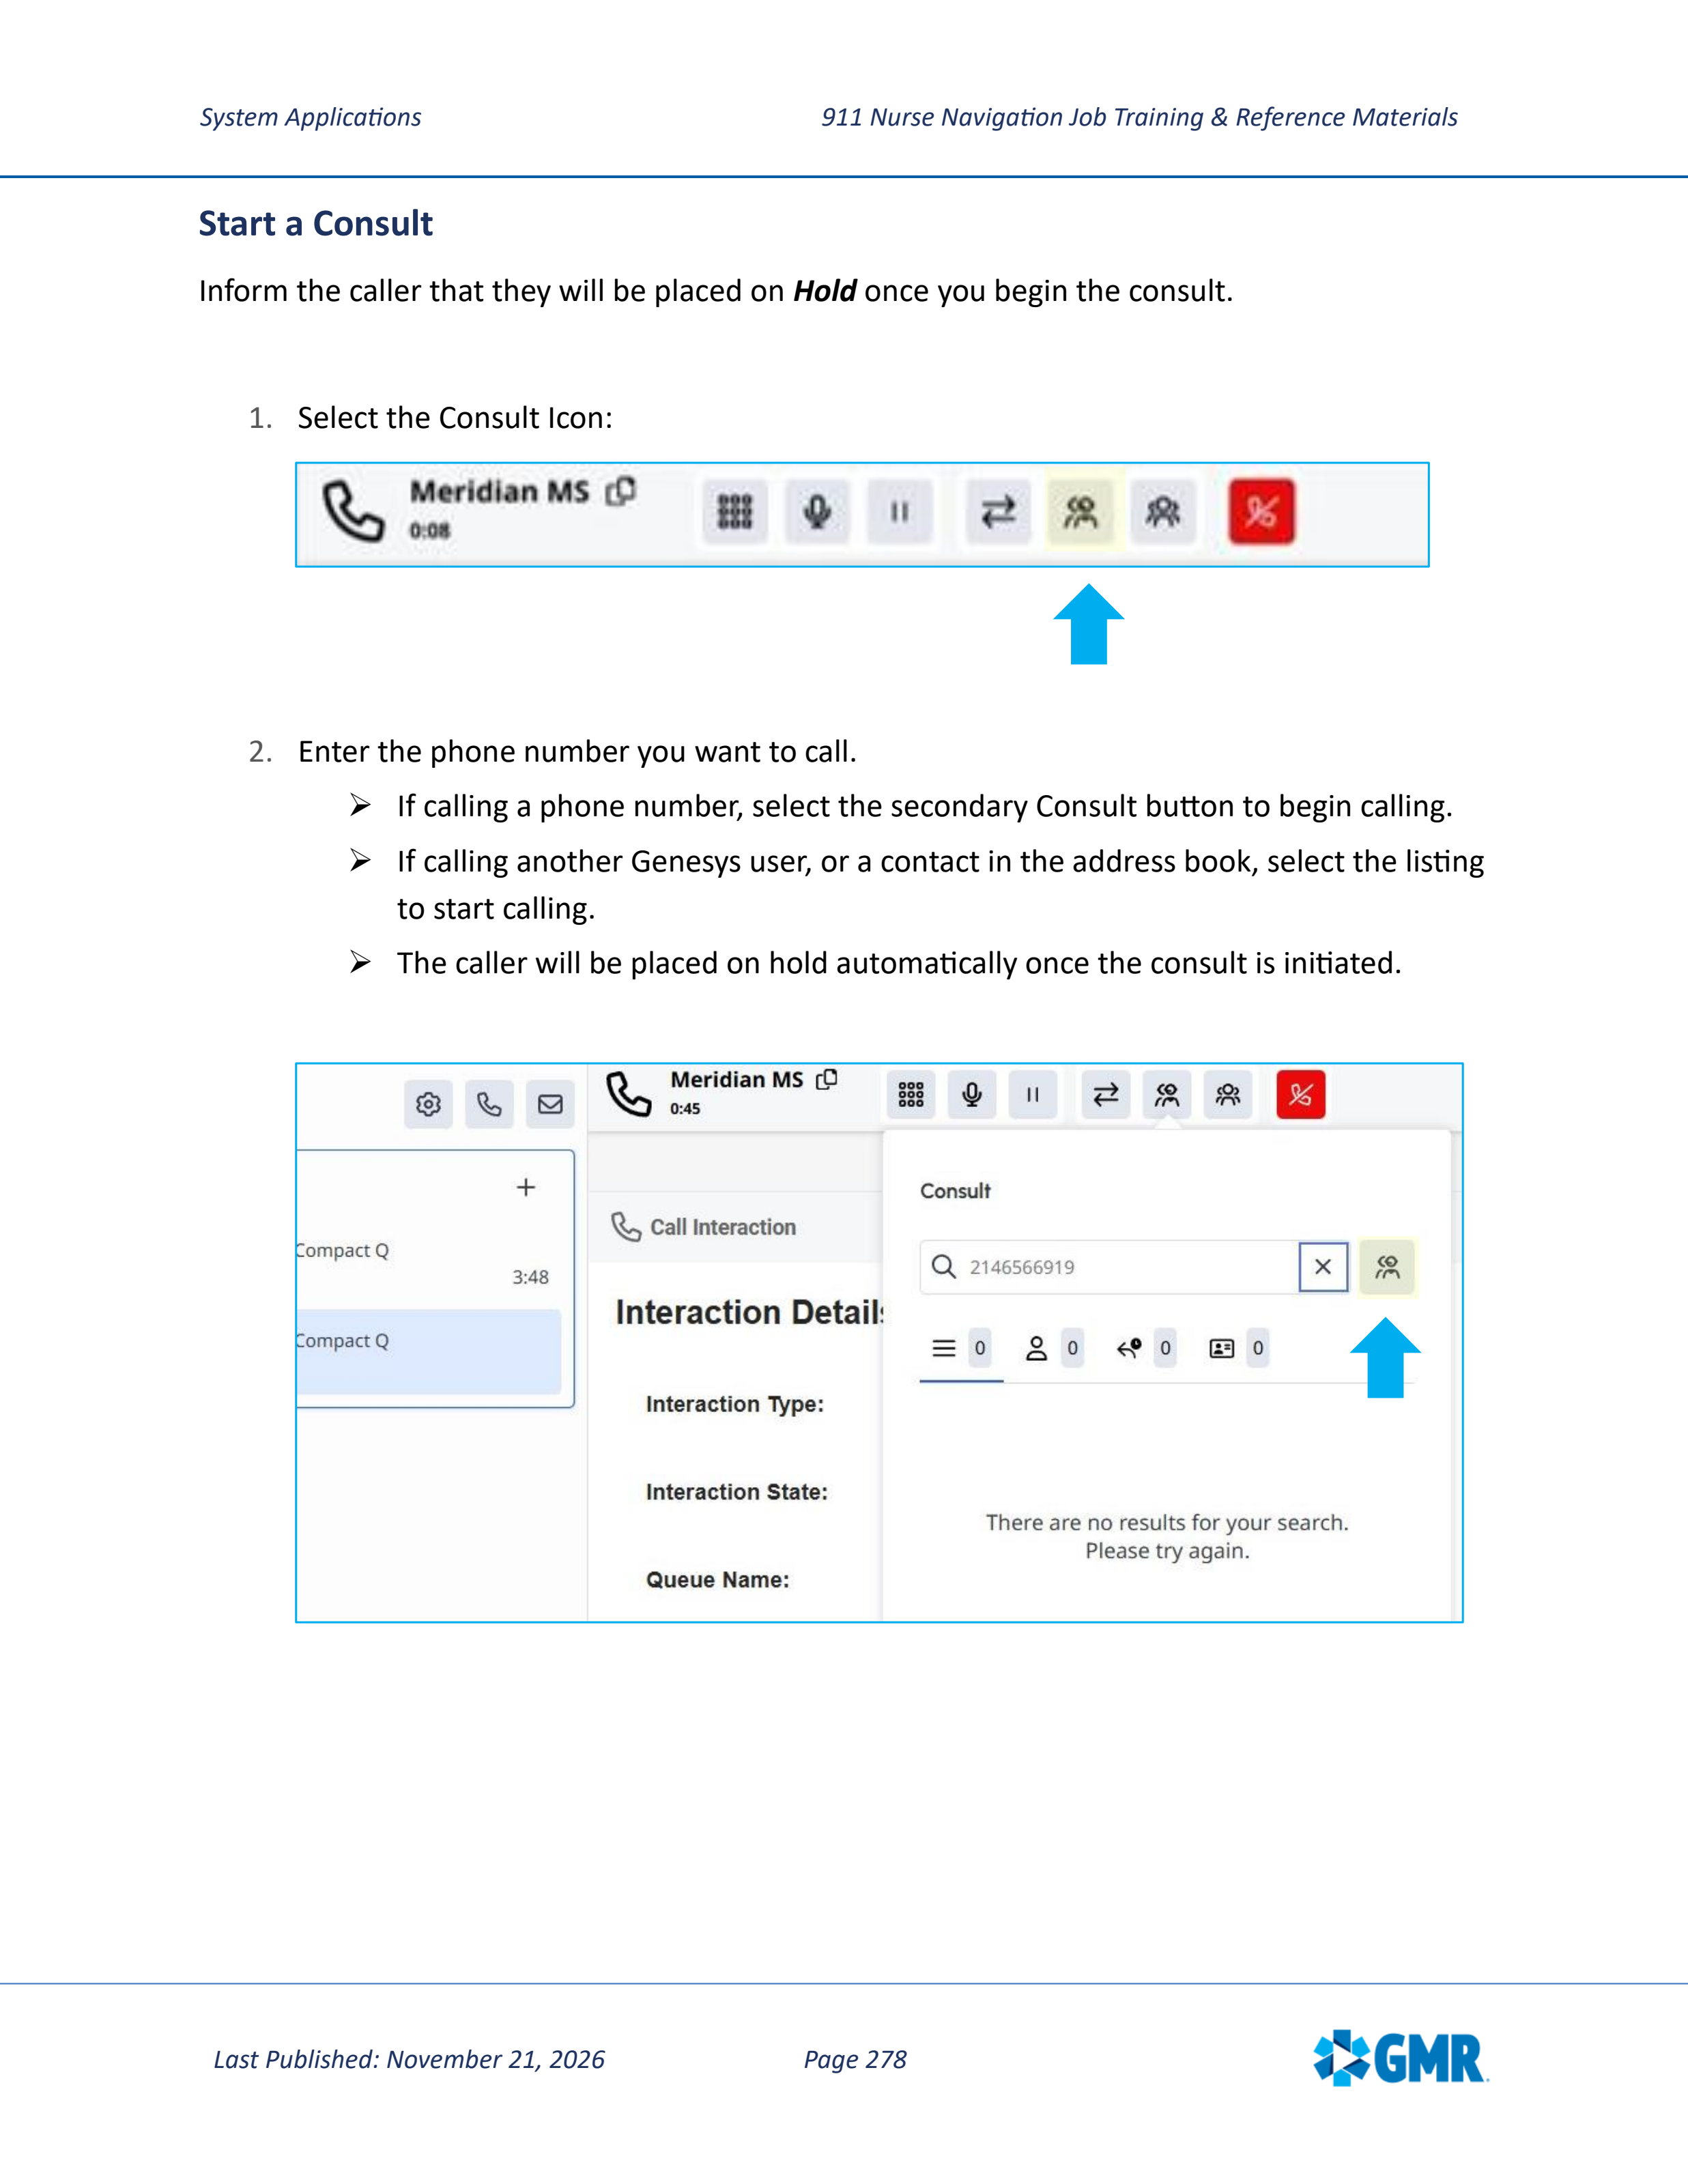 System Applications
911 Nurse Navigation Job Training & Reference Materials
Start a Consult
Inform the caller that they will be placed on Hold once you begin the consult.
1. Select the Consult Icon:
Meridian MS
0:08
2. Enter the phone number you want to call.
➢ If calling a phone number, select the secondary Consult button to begin calling.
➢ If calling another Genesys user, or a contact in the address book, select the listing
to start calling.
➢ The caller will be placed on hold automatically once the consult is initiated.
Meridian MS
0:45
Consult
Call Interaction
Compact Q
3:48
2146566919
Interaction Details
0 0 0 0
Compact Q
Interaction Type:
Interaction State:
There are no results for your search.
Please try again.
Queue Name:
Last Published: November 21, 2026
Page 278
GMR